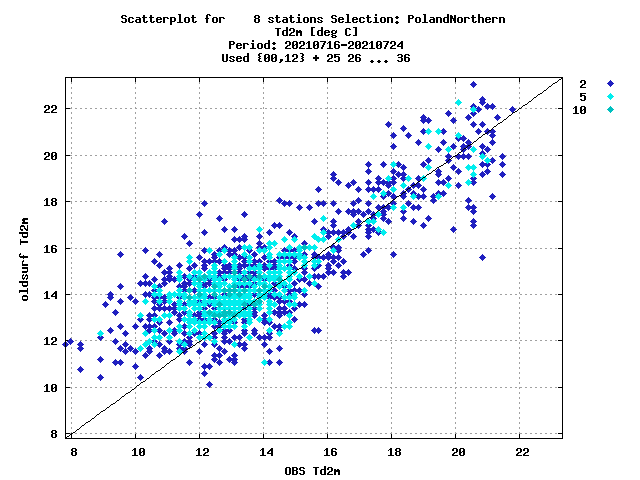 Scatterplot for    8 stations Selection: PolandNorthern
Td2m [deg C]
Period: 20210716-20210724
Used {00,12} + 25 26 ... 36
2
5
10
22
20
18
16
14
12
10
8
oldsurf Td2m
8 10 12 14 16 18 20 22
OBS Td2m